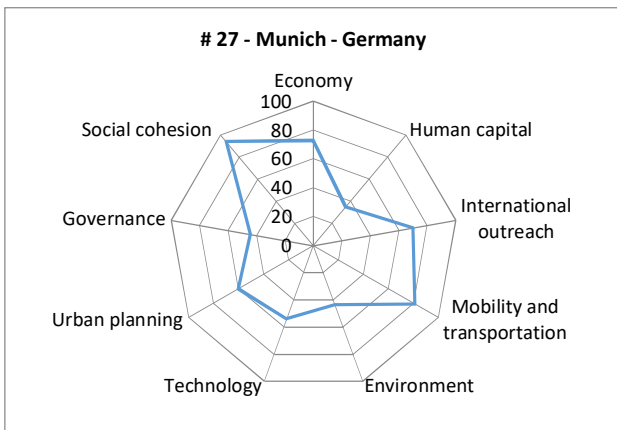 # 27 - Munich - Germany
Economy
100
80
60
40
20
0
Human capital
International
outreach
Mobility and
transportation
Environment
Technology
Urban planning
Governance
Social cohesion